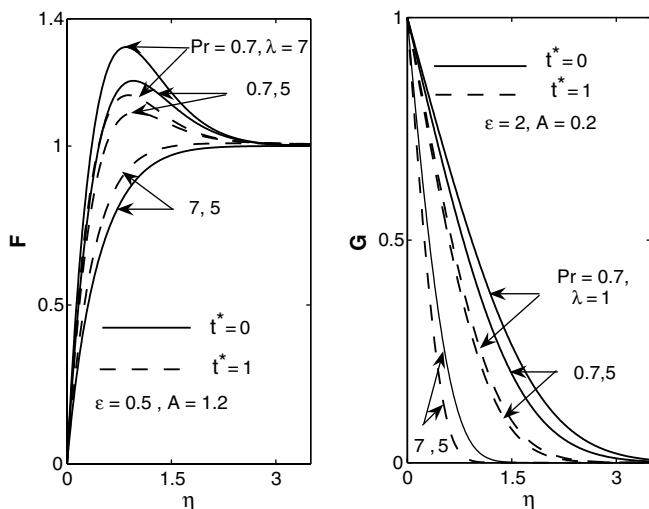 1.4
Pr = 0.7, λ = 7
0.7,5
1
7, 5
F
0.5
t* = 0
t* = 1
ε = 0.5 , A = 1.2
0
0
1.5
3
η
1
t* = 0
t* = 1
ε = 2, A = 0.2
G
0.5
Pr = 0.7,
λ = 1
0.7,5
7 , 5
0
0
1.5
3
η